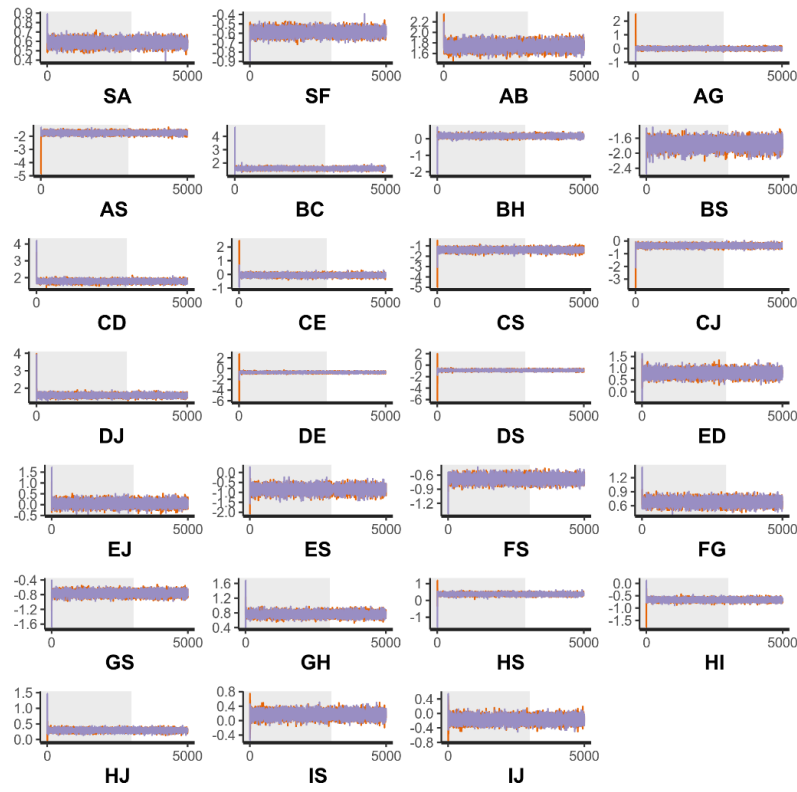 0.9 0.8 0.7 0.6 0.5 0.4 0 5000 SA
-0.4 -0.5 -0.6 -0.7 -0.8 -0.9 0 5000 SF
2.2 2.0 1.8 1.6 0 5000 AB
2 1 0 -1 0 5000 AG
-2 -3 -4 -5 0 5000 AS
4 3 2 0 5000 BC
0 -1 -2 0 5000 BH
-1.6 -2.0 -2.4 0 5000 BS
4 3 2 0 5000 CD
2 1 0 -1 0 5000 CE
-1 -2 -3 -4 -5 0 5000 CS
0 -1 -2 -3 0 5000 CJ
4 3 2 0 5000 DJ
2 0 -2 -4 -6 0 5000 DE
2 0 -2 -4 -6 0 5000 DS
1.5 1.0 0.5 0.0 0 5000 ED
1.5 1.0 0.5 0.0 -0.5 0 5000 EJ
0.0 -0.5 -1.0 -1.5 -2.0 0 5000 ES
-0.6 -0.9 -1.2 0 5000 FS
1.2 0.9 0.6 0 5000 FG
-0.4 -0.8 -1.2 -1.6 0 5000 GS
1.6 1.2 0.8 0.4 0 5000 GH
1 0 -1 0 5000 HS
0.0 -0.5 -1.0 -1.5 0 5000 HI
1.5 1.0 0.5 0.0 0 5000 HJ
0.8 0.4 0.0 -0.4 0 5000 IS
0.4 0.0 -0.4 -0.8 0 5000 IJ